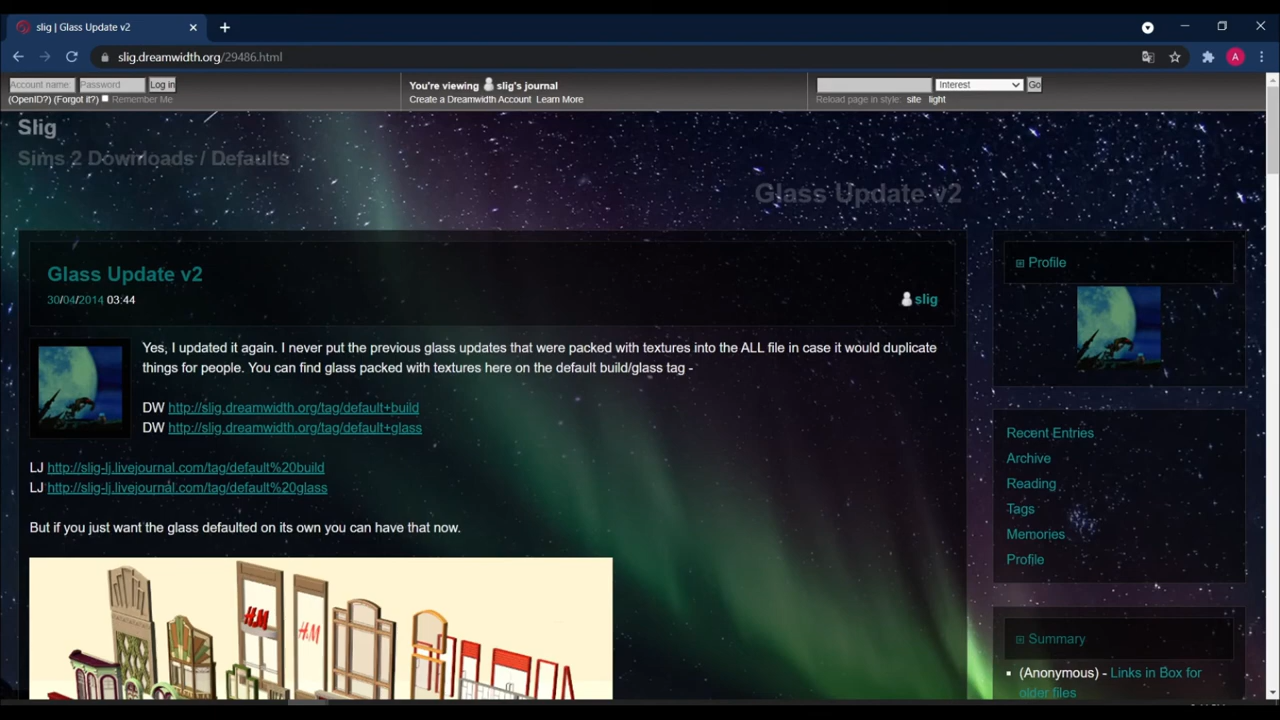 slig | Glass Update v2
slig.dreamwidth.org/29486.html
A
Account name:
Password
Log in
(OpenID?) (Forgot it?) Remember Me
You're viewing slig's journal
Create a Dreamwidth Account Learn More
Interest
Go
Reload page in style: site light
Slig
Sims 2 Downloads / Defaults
Glass Update v2
Glass Update v2
30/04/2014 03:44
slig
Yes, I updated it again. I never put the previous glass updates that were packed with textures into the ALL file in case it would duplicate
things for people. You can find glass packed with textures here on the default build/glass tag -
DW http://slig.dreamwidth.org/tag/default+build
DW http://slig.dreamwidth.org/tag/default+glass
LJ http://slig-lj.livejournal.com/tag/default%20build
LJ http://slig-lj.livejournal.com/tag/default%20glass
But if you just want the glass defaulted on its own you can have that now.
H&M
H&M
Profile
Recent Entries
Archive
Reading
Tags
Memories
Profile
Summary
(Anonymous) - Links in Box for
older files